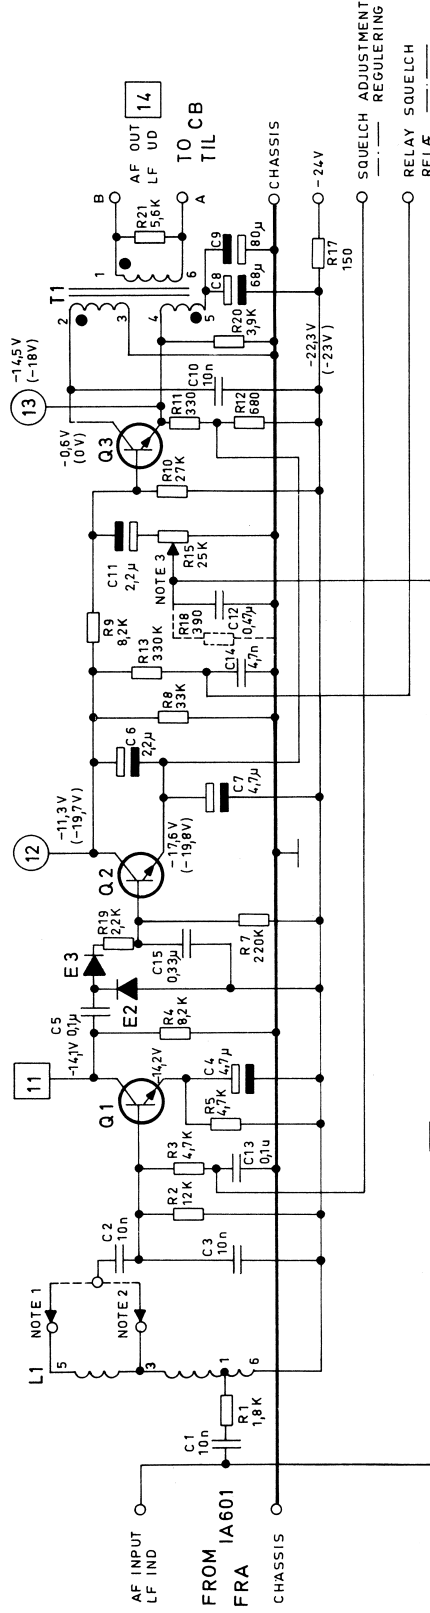 AF INPUT
LF IND
FROM IA601
FRA
CHASSIS
C1
10n
R1
1,8K
L1
5
3
1
6
NOTE 1
NOTE 2
C2
10n
C3
10n
R2
12K
R3
4,7K
C13
0,1u
Q1
11
-14,1V
-14,2V
R5
4,7K
C4
4,7µ
R4
8,2K
C5
0,1µ
E2
E3
R19
2,2K
C15
0,33µ
R7
220K
Q2
12
-11,3V
(-19,7V)
-17,6V
(-19,8V)
C7
4,7µ
C6
2,2µ
R8
33K
R13
330K
C14
4,7n
R9
8,2K
R18
390
C12
0,47µ
NOTE 3
C11
2,2µ
R15
25K
R10
27K
Q3
-0,6V
(0V)
13
-14,5V
(-18V)
R11
330
R12
680
C10
10n
R20
3,9K
T1
2
3
4
5
1
6
C8
68µ
C9
80µ
R21
5,6K
B
A
AF OUT
LF UD
14
TO CB
TIL
-22,3V
(-23V)
R17
150
CHASSIS
-24V
SQUELCH ADJUSTMENT
—·— REGULERING
RELAY SQUELCH
RELÆ —·—